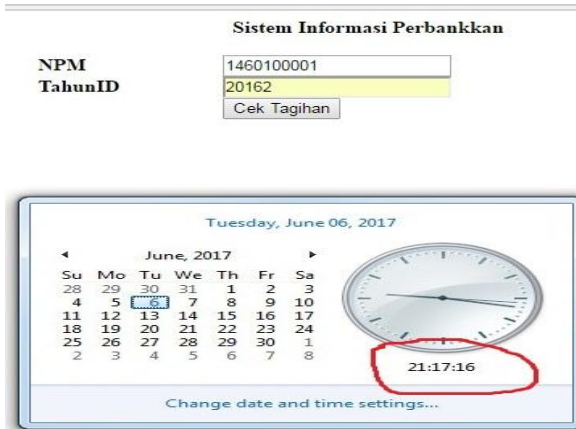 Sistem Informasi Perbankkan
NPM 1460100001
TahunID 20162
Cek Tagihan
Tuesday, June 06, 2017
June, 2017
Su Mo Tu We Th Fr Sa
28 29 30 31 1 2 3
4 5 6 7 8 9 10
11 12 13 14 15 16 17
18 19 20 21 22 23 24
25 26 27 28 29 30 1
2 3 4 5 6 7 8
21:17:16
Change date and time settings...